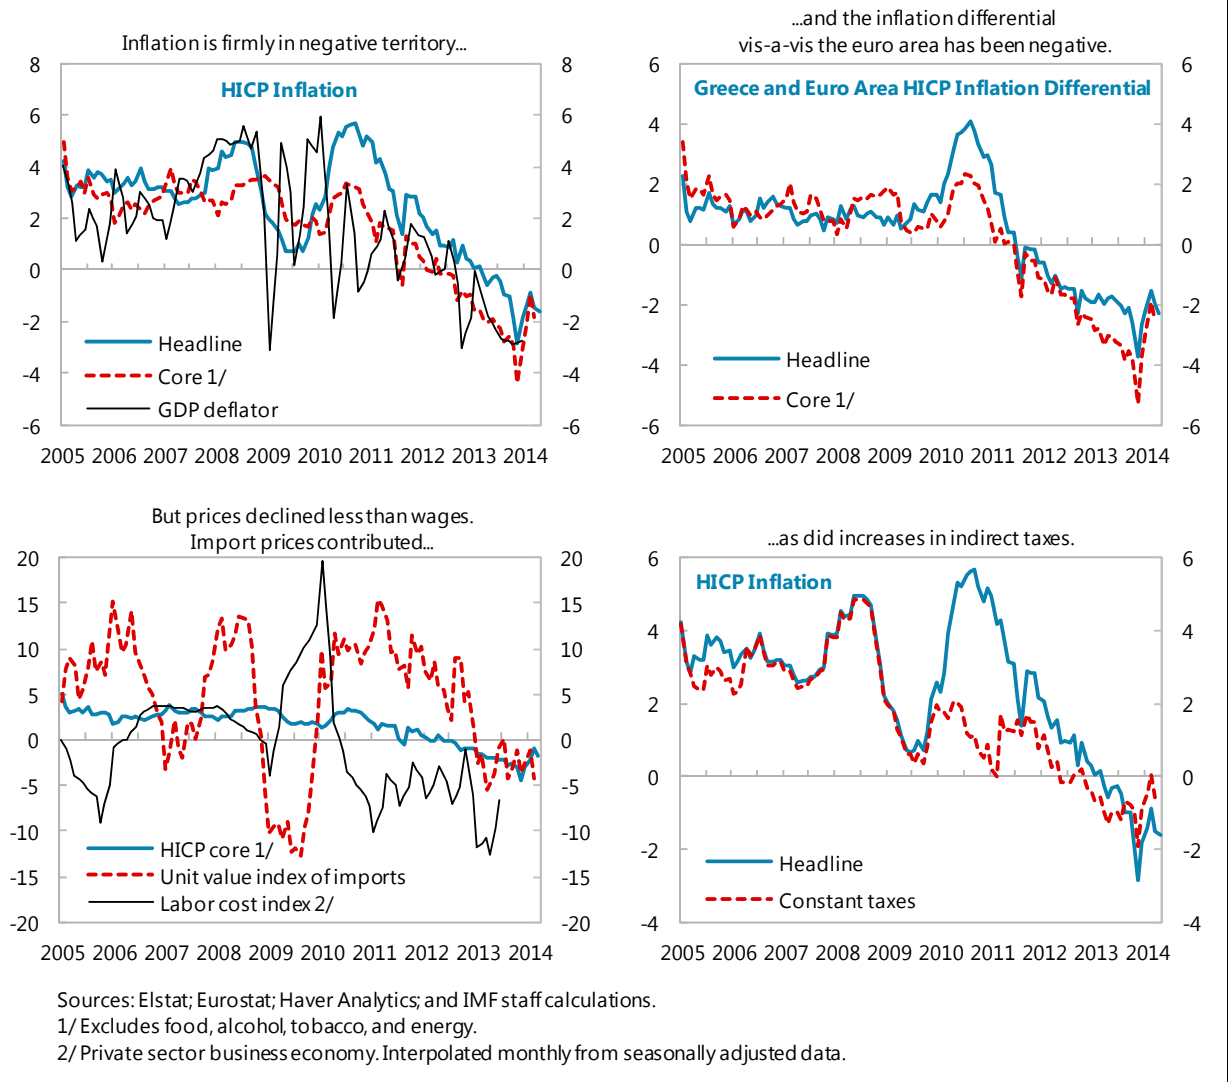 Inflation is firmly in negative territory...
8 8
HICP Inflation
6 6
4 4
2 2
0 0
-2 -2
Headline
-4 Core 1/ -4
GDP deflator
-6 -6
2005 2006 2007 2008 2009 2010 2011 2012 2013 2014
...and the inflation differential
vis-a-vis the euro area has been negative.
6 6
Greece and Euro Area HICP Inflation Differential
4 4
2 2
0 0
-2 -2
Headline
-4 -4
Core 1/
-6 -6
2005 2006 2007 2008 2009 2010 2011 2012 2013 2014
But prices declined less than wages.
Import prices contributed...
20 20
15 15
10 10
5 5
0 0
-5 -5
-10 -10
HICP core 1/
-15 Unit value index of imports -15
Labor cost index 2/
-20 -20
2005 2006 2007 2008 2009 2010 2011 2012 2013 2014
...as did increases in indirect taxes.
6 6
HICP Inflation
4 4
2 2
0 0
-2 -2
Headline
Constant taxes
-4 -4
2005 2006 2007 2008 2009 2010 2011 2012 2013 2014
Sources: Elstat; Eurostat; Haver Analytics; and IMF staff calculations.
1/ Excludes food, alcohol, tobacco, and energy.
2/ Private sector business economy. Interpolated monthly from seasonally adjusted data.